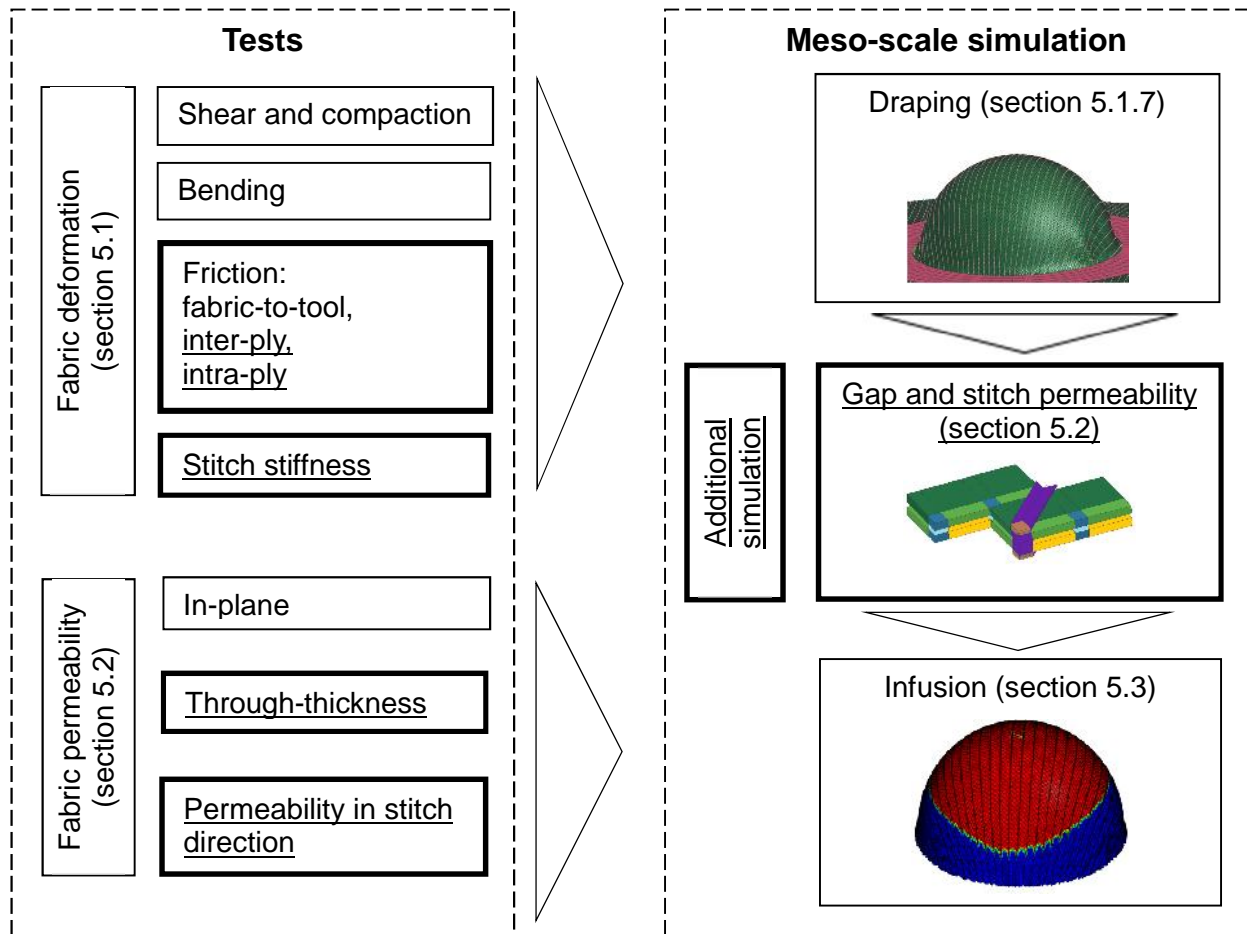 Tests
Fabric deformation
(section 5.1)
Shear and compaction
Bending
Friction:
fabric-to-tool,
inter-ply,
intra-ply
Stitch stiffness
Fabric permeability
(section 5.2)
In-plane
Through-thickness
Permeability in stitch
direction
Meso-scale simulation
Draping (section 5.1.7)
Additional
simulation
Gap and stitch permeability
(section 5.2)
Infusion (section 5.3)